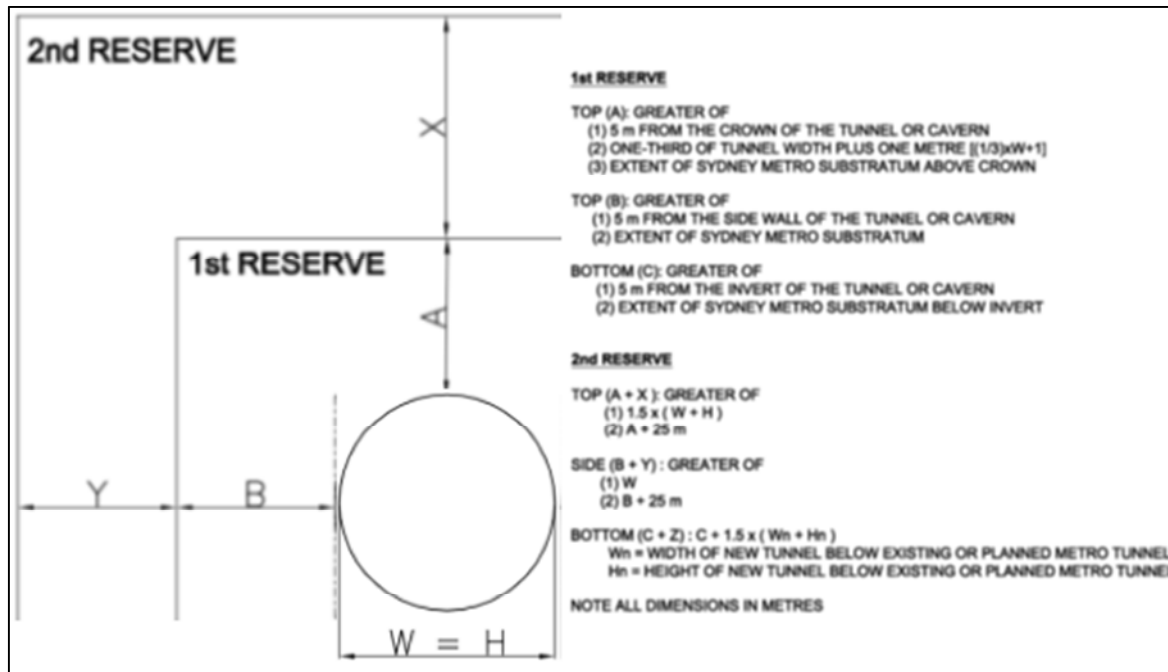 2nd RESERVE
X
1st RESERVE
A
Y
B
W = H
1st RESERVE
TOP (A): GREATER OF
(1) 5 m FROM THE CROWN OF THE TUNNEL OR CAVERN
(2) ONE-THIRD OF TUNNEL WIDTH PLUS ONE METRE [(1/3)xW+1]
(3) EXTENT OF SYDNEY METRO SUBSTRATUM ABOVE CROWN
TOP (B): GREATER OF
(1) 5 m FROM THE SIDE WALL OF THE TUNNEL OR CAVERN
(2) EXTENT OF SYDNEY METRO SUBSTRATUM
BOTTOM (C): GREATER OF
(1) 5 m FROM THE INVERT OF THE TUNNEL OR CAVERN
(2) EXTENT OF SYDNEY METRO SUBSTRATUM BELOW INVERT
2nd RESERVE
TOP (A + X ): GREATER OF
(1) 1.5 x ( W + H )
(2) A + 25 m
SIDE (B + Y) : GREATER OF
(1) W
(2) B + 25 m
BOTTOM (C + Z) : C + 1.5 x ( Wn + Hn )
Wn = WIDTH OF NEW TUNNEL BELOW EXISTING OR PLANNED METRO TUNNEL
Hn = HEIGHT OF NEW TUNNEL BELOW EXISTING OR PLANNED METRO TUNNE
NOTE ALL DIMENSIONS IN METRES